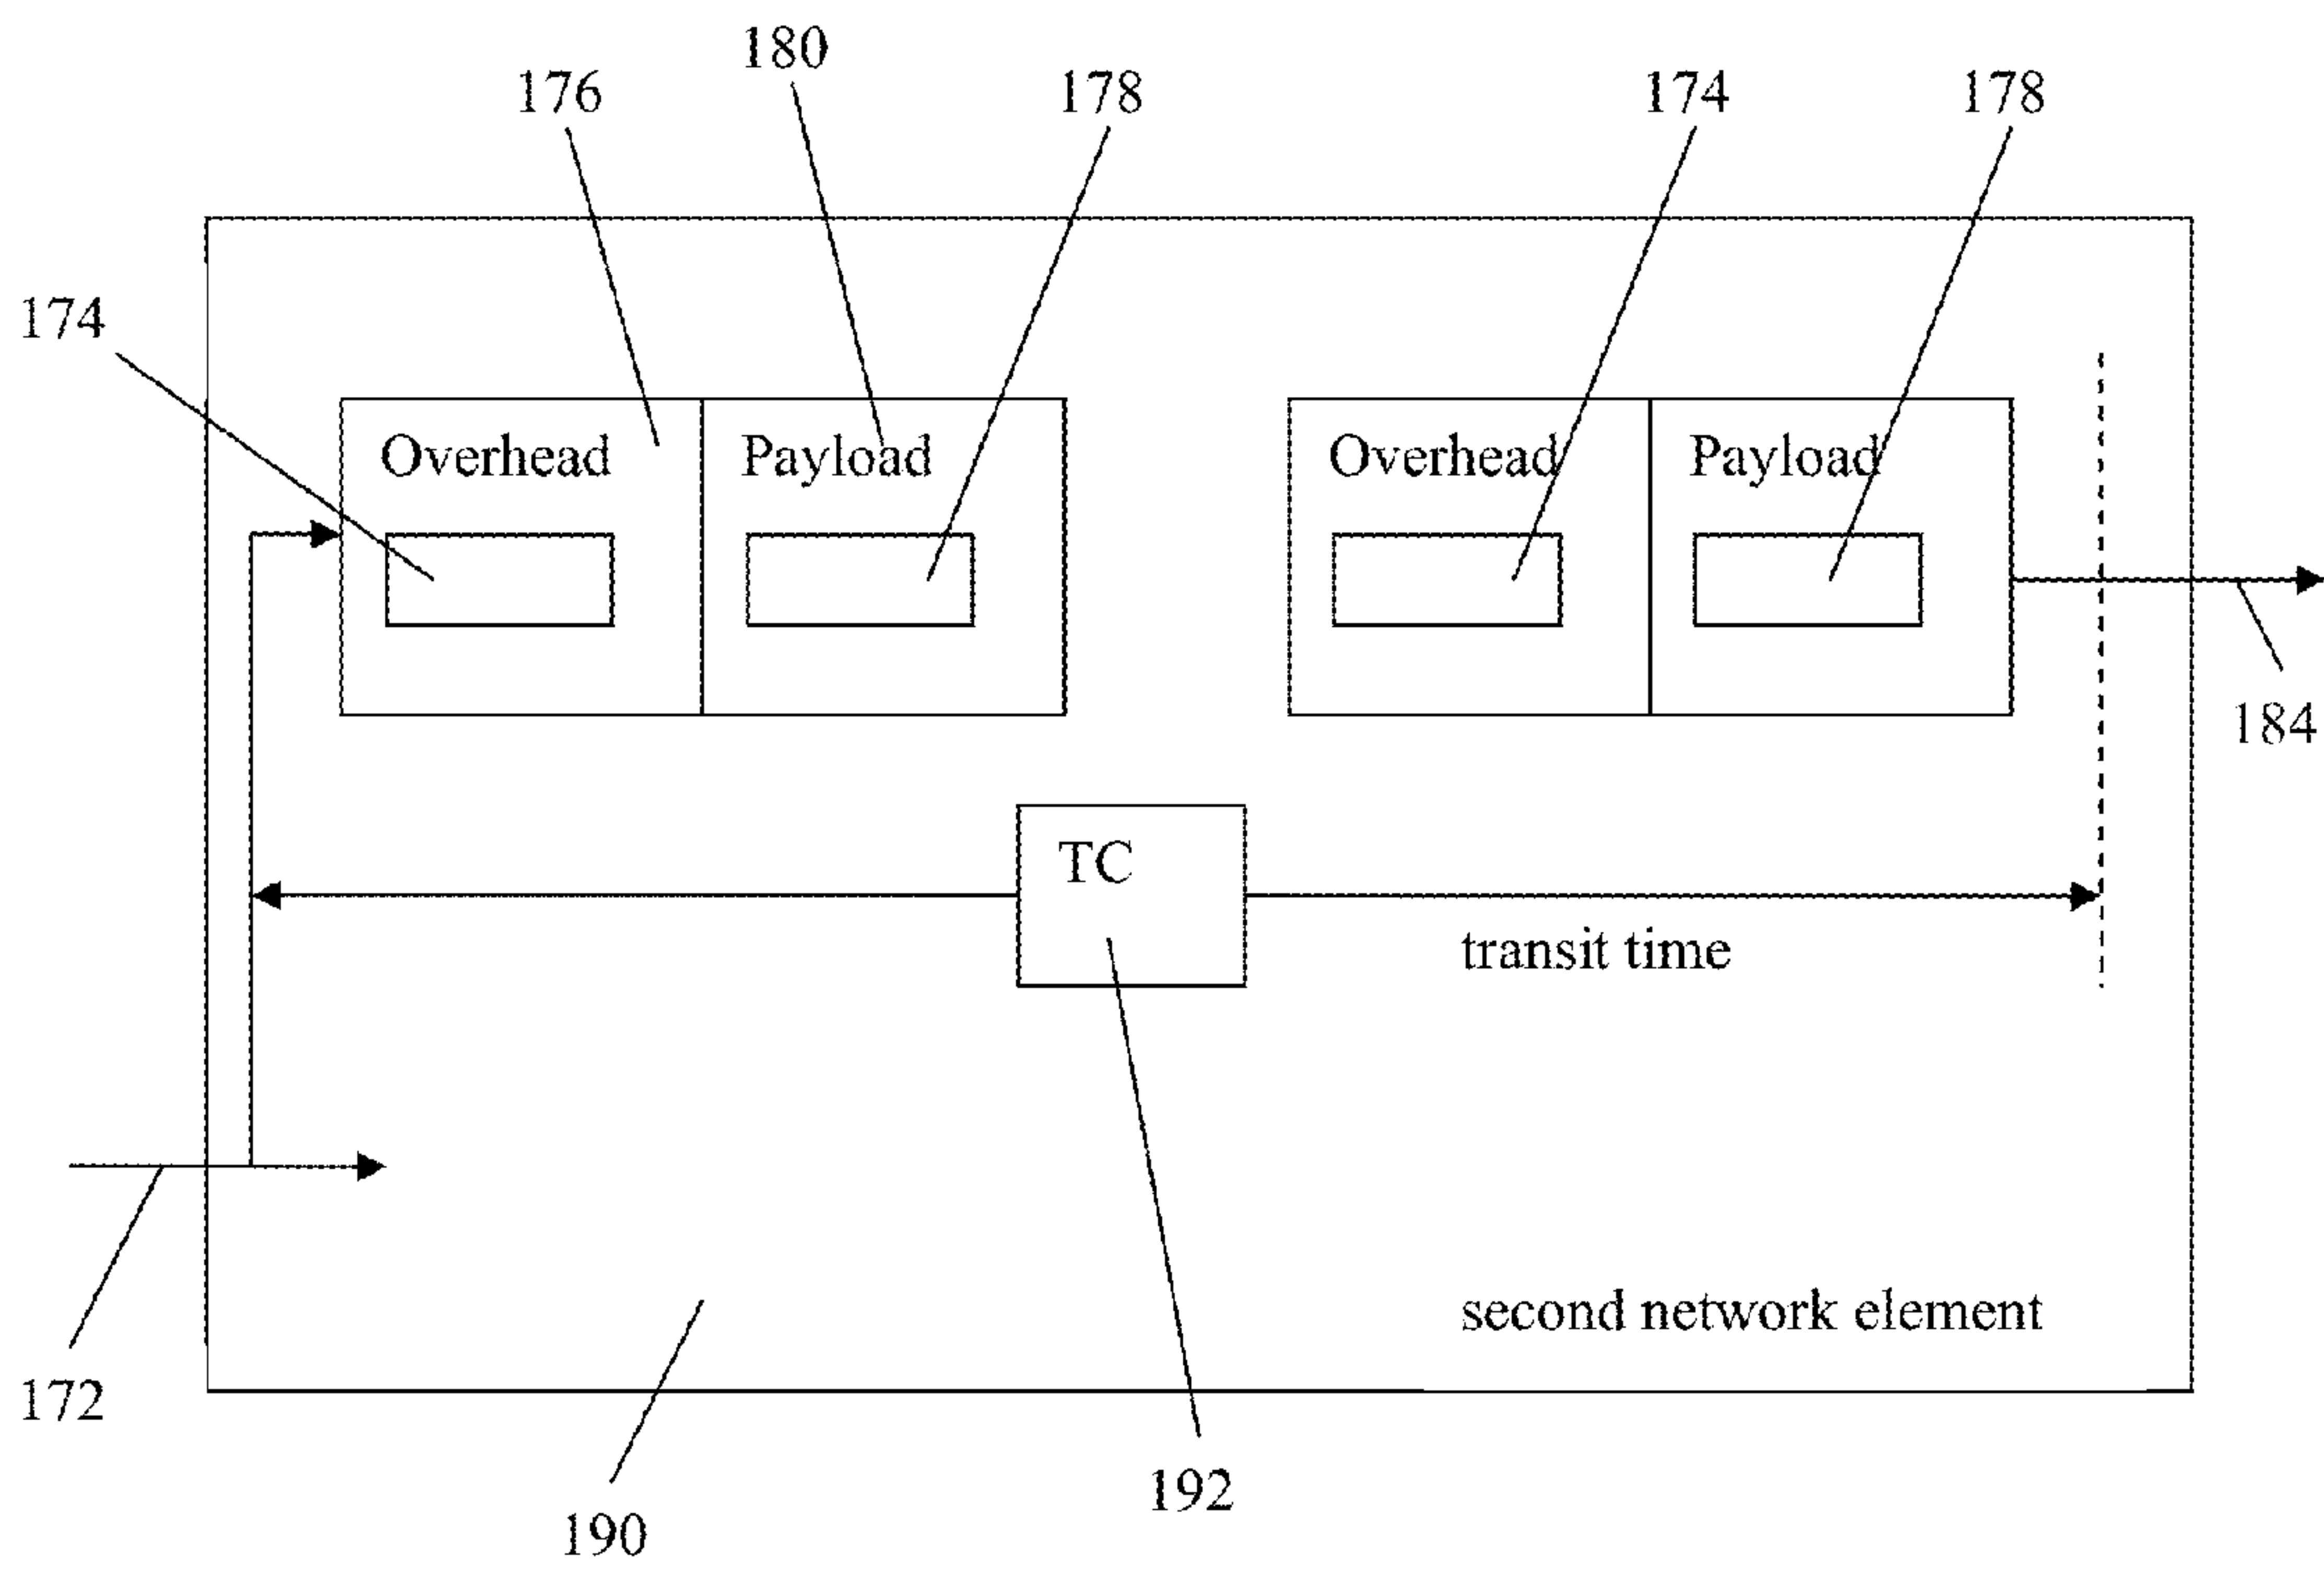 180
176
178
174
178
174
Overhead
Payload
Overhead
Payload
184
TC
transit time
second network element
172
192
190